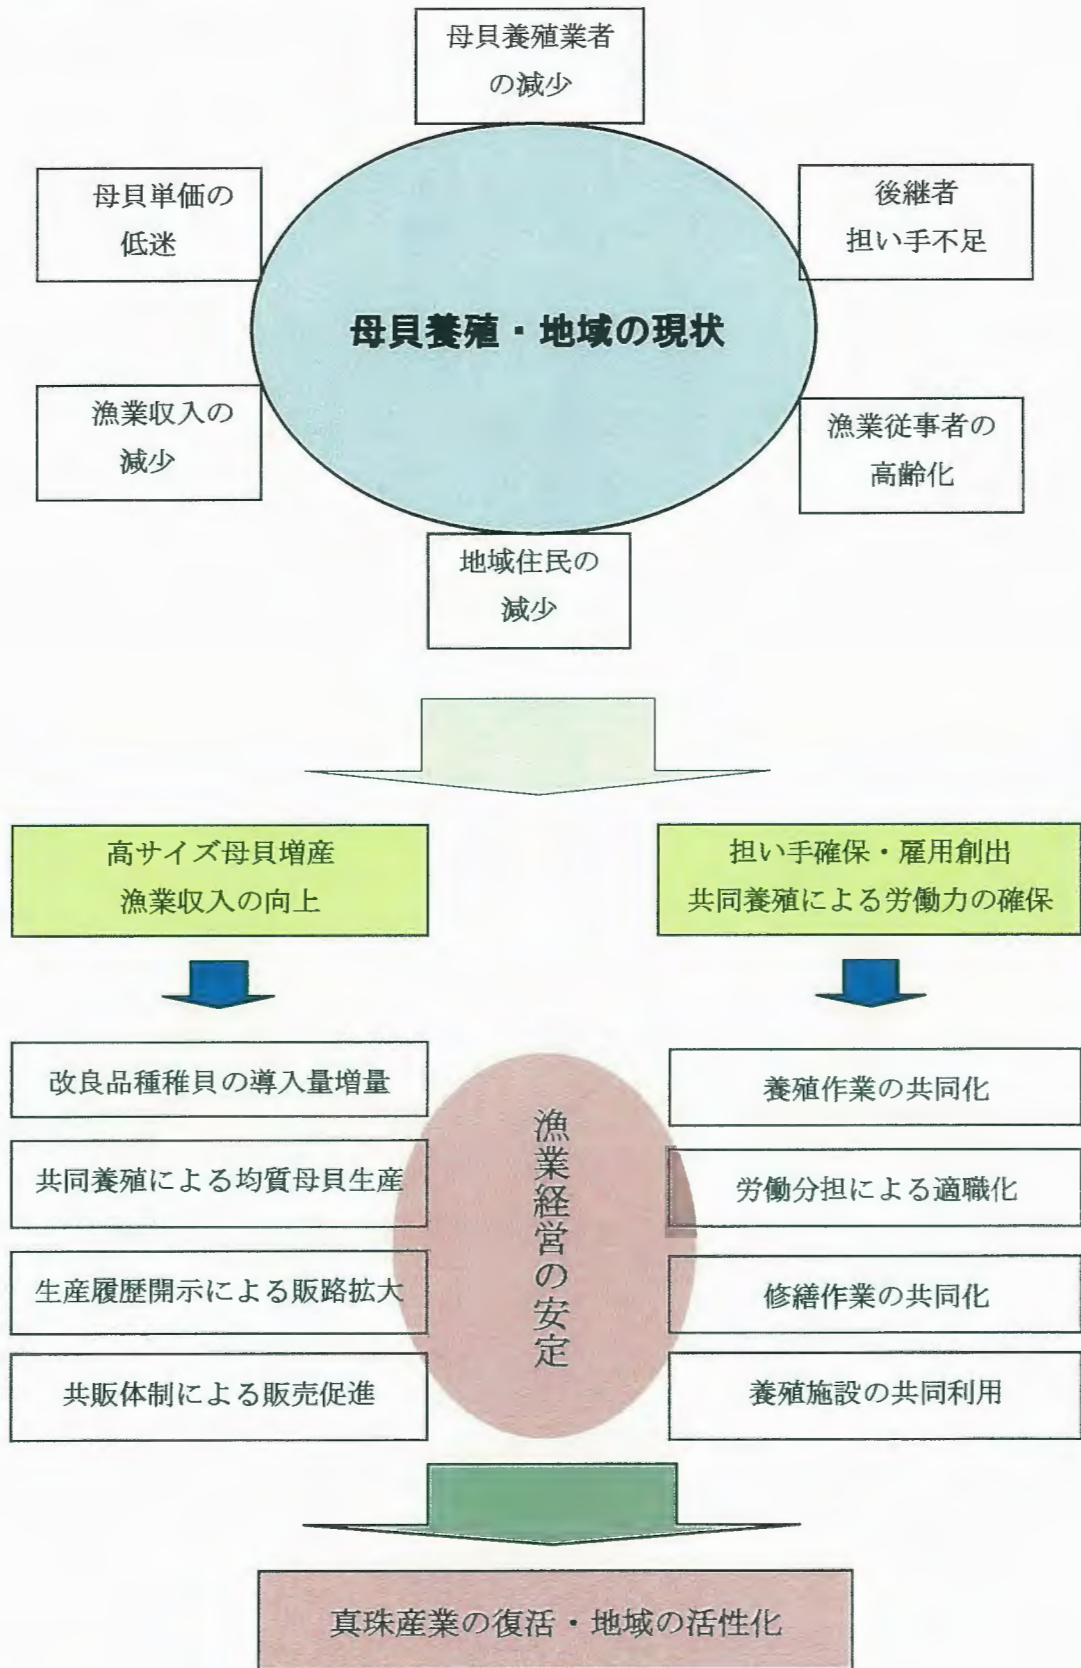 母貝養殖業者
の減少
母貝単価の
低迷
後継者
担い手不足
母貝養殖・地域の現状
漁業収入の
減少
漁業従事者の
高齢化
地域住民の
減少
高サイズ母貝増産
漁業収入の向上
担い手確保・雇用創出
共同養殖による労働力の確保
改良品種稚貝の導入量増量
共同養殖による均質母貝生産
生産履歴開示による販路拡大
共販体制による販売促進
漁業経営の安定
養殖作業の共同化
労働分担による適職化
修繕作業の共同化
養殖施設の共同利用
真珠産業の復活・地域の活性化